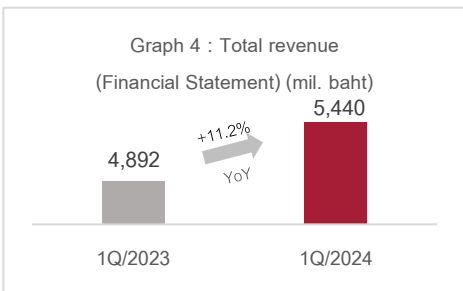 Graph 4 : Total revenue
(Financial Statement) (mil. baht)
5,440
+11.2%
4,892
YoY
1Q/2023 1Q/2024